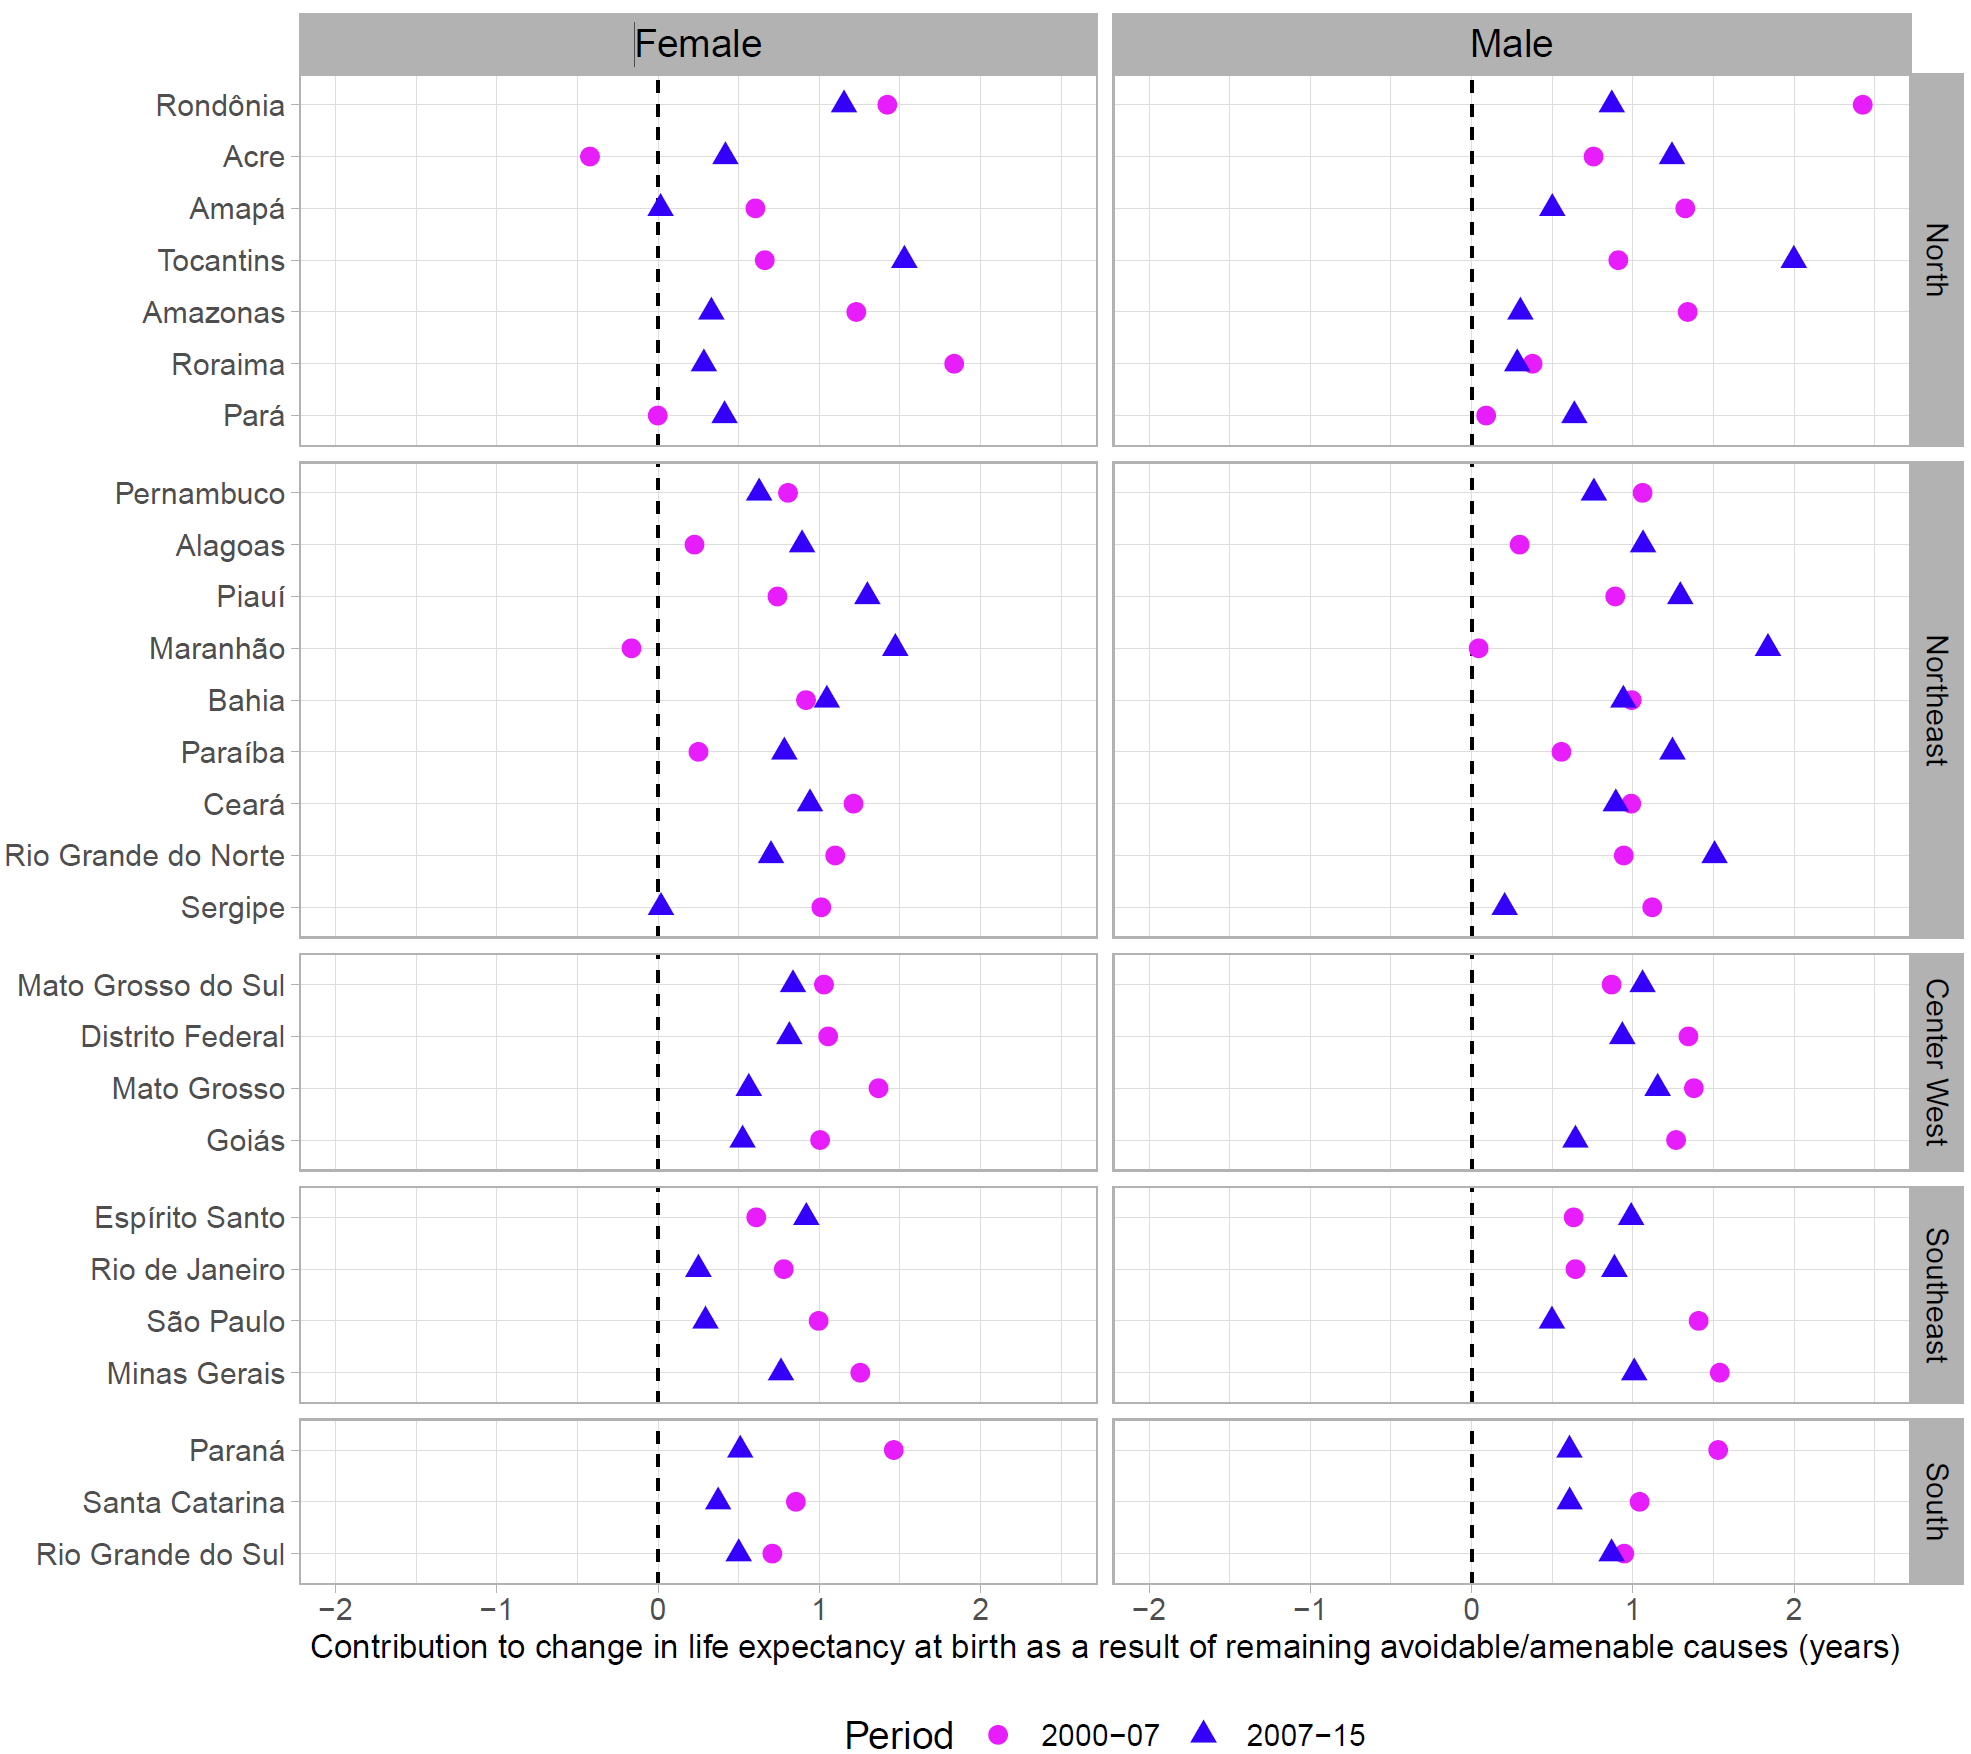 Female
Male
Rondônia
Acre
Amapá
Tocantins
Amazonas
Roraima
Pará
North
Pernambuco
Alagoas
Piauí
Maranhão
Bahia
Paraíba
Ceará
Rio Grande do Norte
Sergipe
Northeast
Mato Grosso do Sul
Distrito Federal
Mato Grosso
Goiás
Center West
Espírito Santo
Rio de Janeiro
São Paulo
Minas Gerais
Southeast
Paraná
Santa Catarina
Rio Grande do Sul
South
−2 −1 0 1 2
−2 −1 0 1 2
Contribution to change in life expectancy at birth as a result of remaining avoidable/amenable causes (years)
Period 2000−07 2007−15